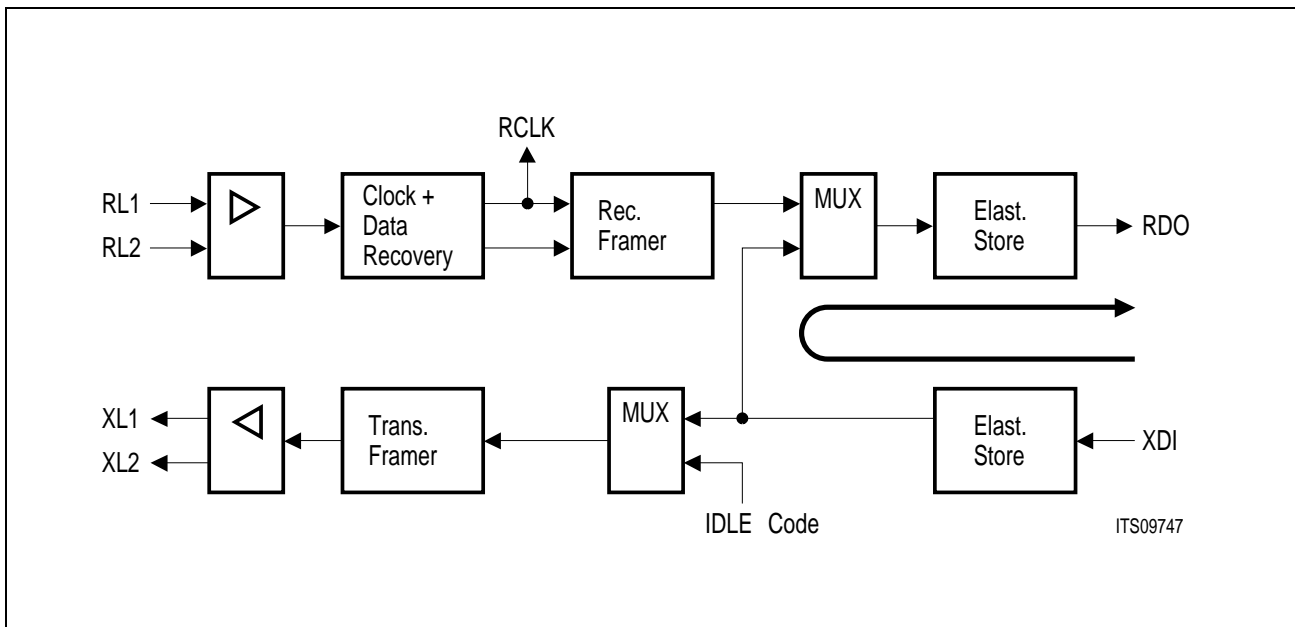 RCLK
RL1
RL2
Clock +
Data
Recovery
Rec.
Framer
MUX
Elast.
Store
RDO
XL1
XL2
Trans.
Framer
MUX
Elast.
Store
XDI
IDLE Code
ITS09747